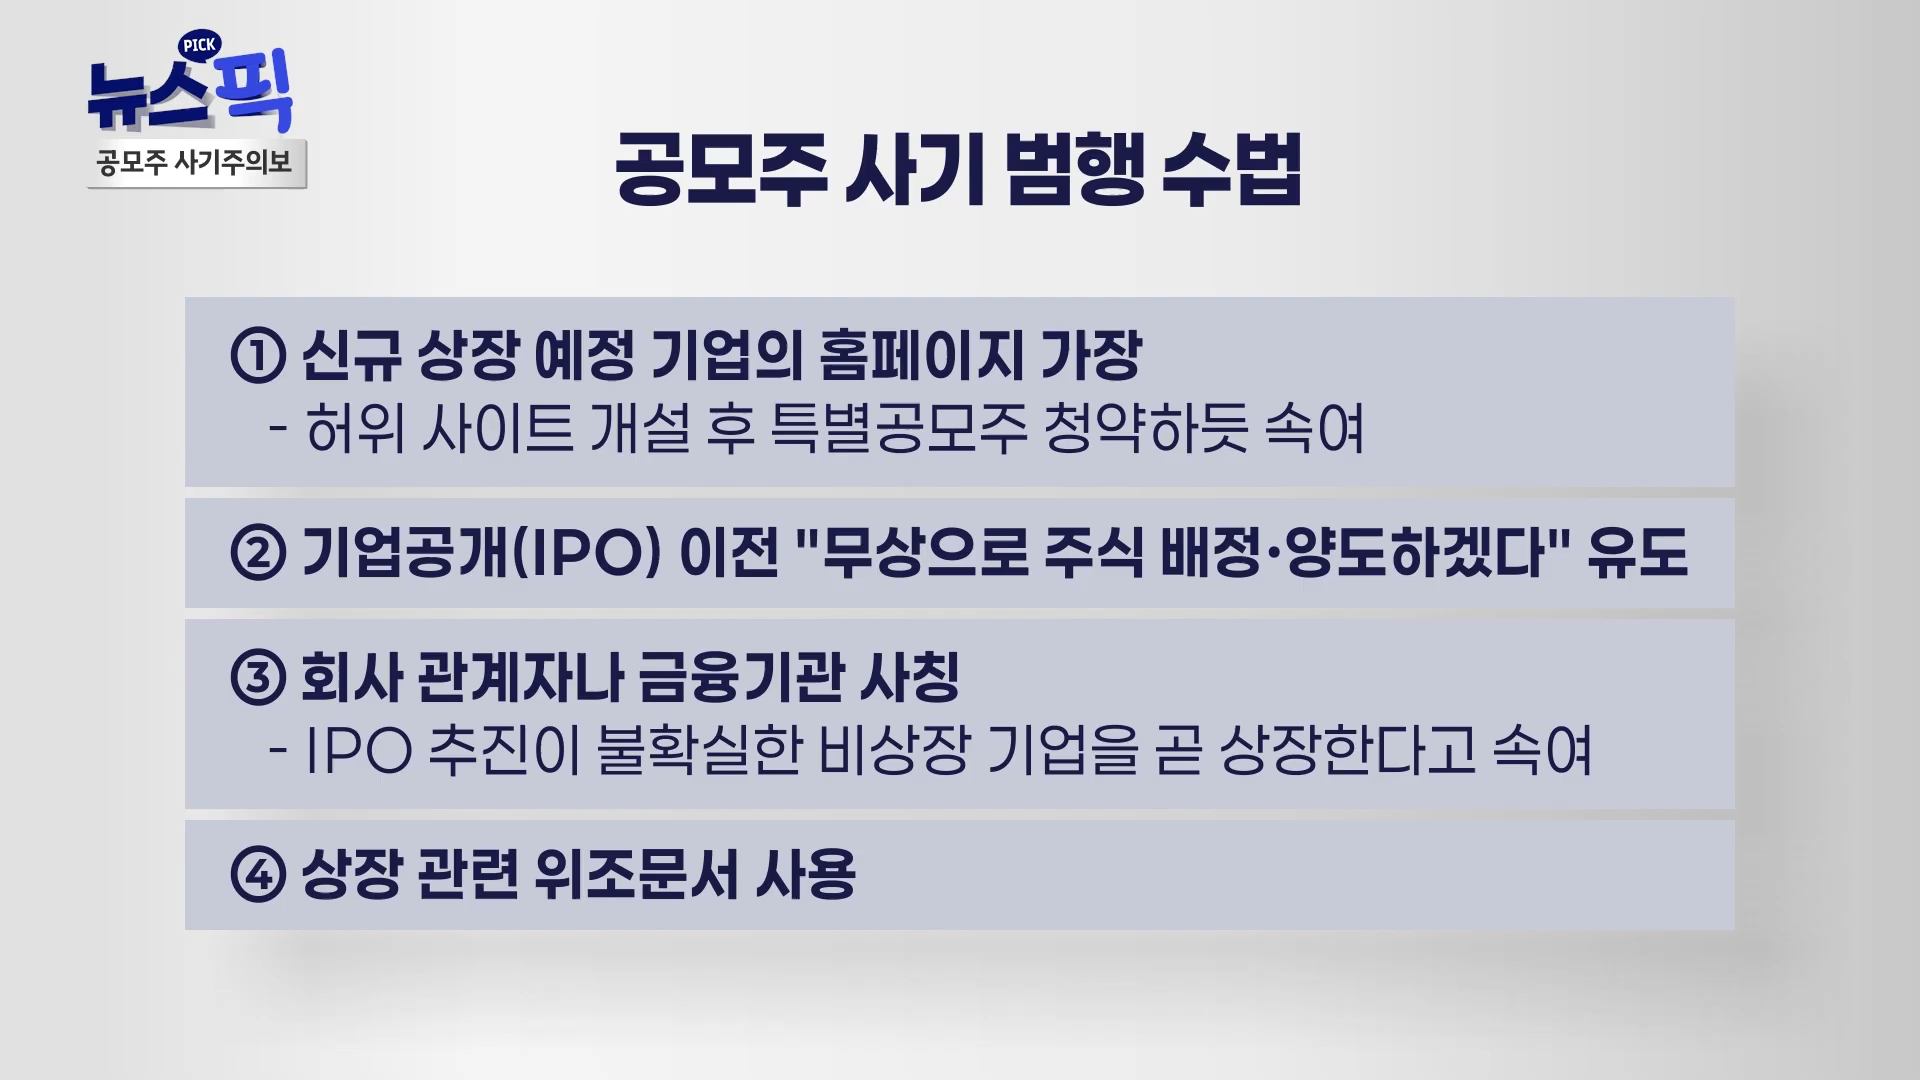 PICK
뉴스픽
공모주 사기주의보
공모주 사기 범행 수법
① 신규 상장 예정 기업의 홈페이지 가장
- 허위 사이트 개설 후 특별공모주 청약하듯 속여
② 기업공개(IPO) 이전 "무상으로 주식 배정·양도하겠다" 유도
③ 회사 관계자나 금융기관 사칭
- IPO 추진이 불확실한 비상장 기업을 곧 상장한다고 속여
④ 상장 관련 위조문서 사용